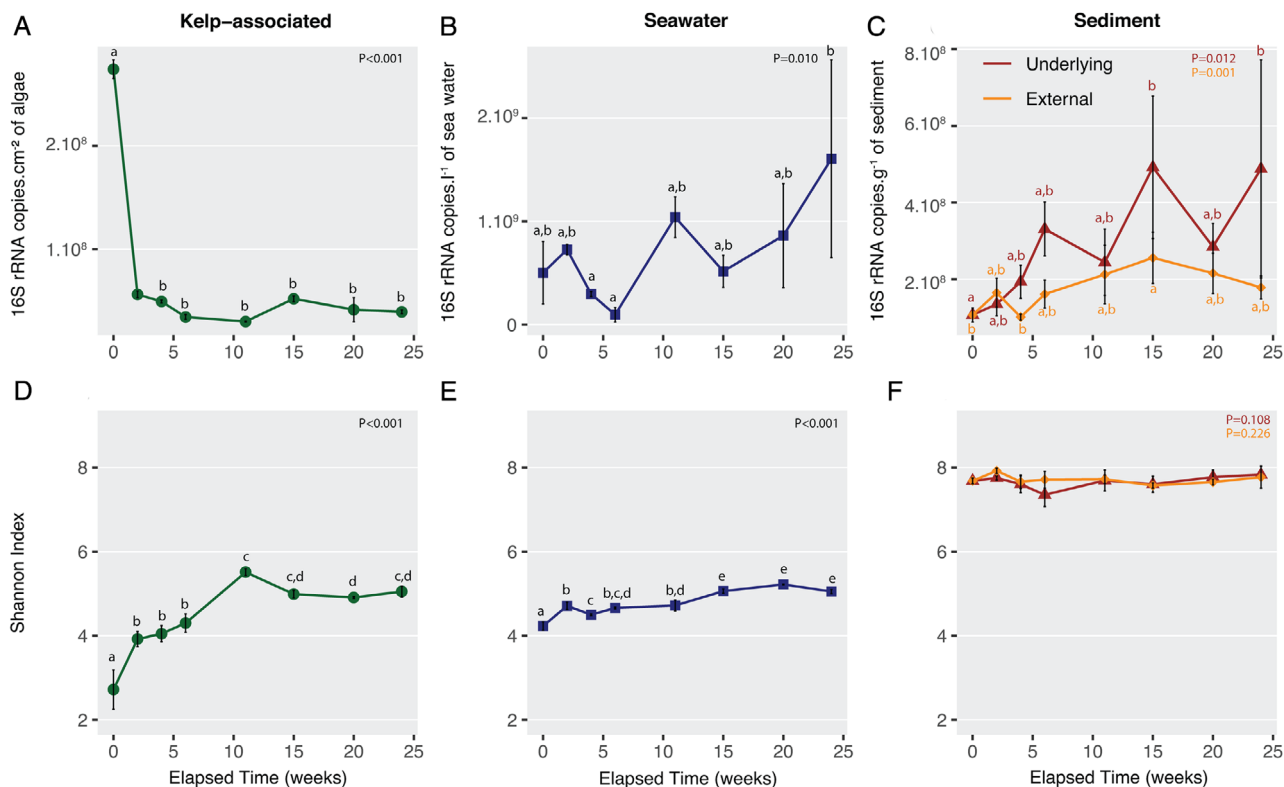 Kelp–associated
Seawater
Sediment
A
B
C
16S rRNA copies.cm⁻² of algae
2.10⁸
1.10⁸
a
b
b
b
b
b
b
b
P<0.001
0
5
10
15
20
25
16S rRNA copies.l⁻¹ of sea water
2.10⁹
1.10⁹
0
a,b
a,b
a
a
a,b
a,b
a,b
b
P=0.010
0
5
10
15
20
25
16S rRNA copies.g⁻¹ of sediment
8.10⁸
6.10⁸
4.10⁸
2.10⁸
Underlying
External
P=0.012
P=0.001
a
a,b
a,b
a,b
a,b
b
a,b
b
b
a,b
b
a,b
a,b
a
a,b
a,b
0
5
10
15
20
25
D
E
F
Shannon Index
8
6
4
2
a
b
b
b
c
c,d
d
c,d
P<0.001
0
5
10
15
20
25
Elapsed Time (weeks)
8
6
4
2
a
b
c
b,c,d
b,d
e
e
e
P<0.001
0
5
10
15
20
25
Elapsed Time (weeks)
8
6
4
2
P=0.108
P=0.226
0
5
10
15
20
25
Elapsed Time (weeks)